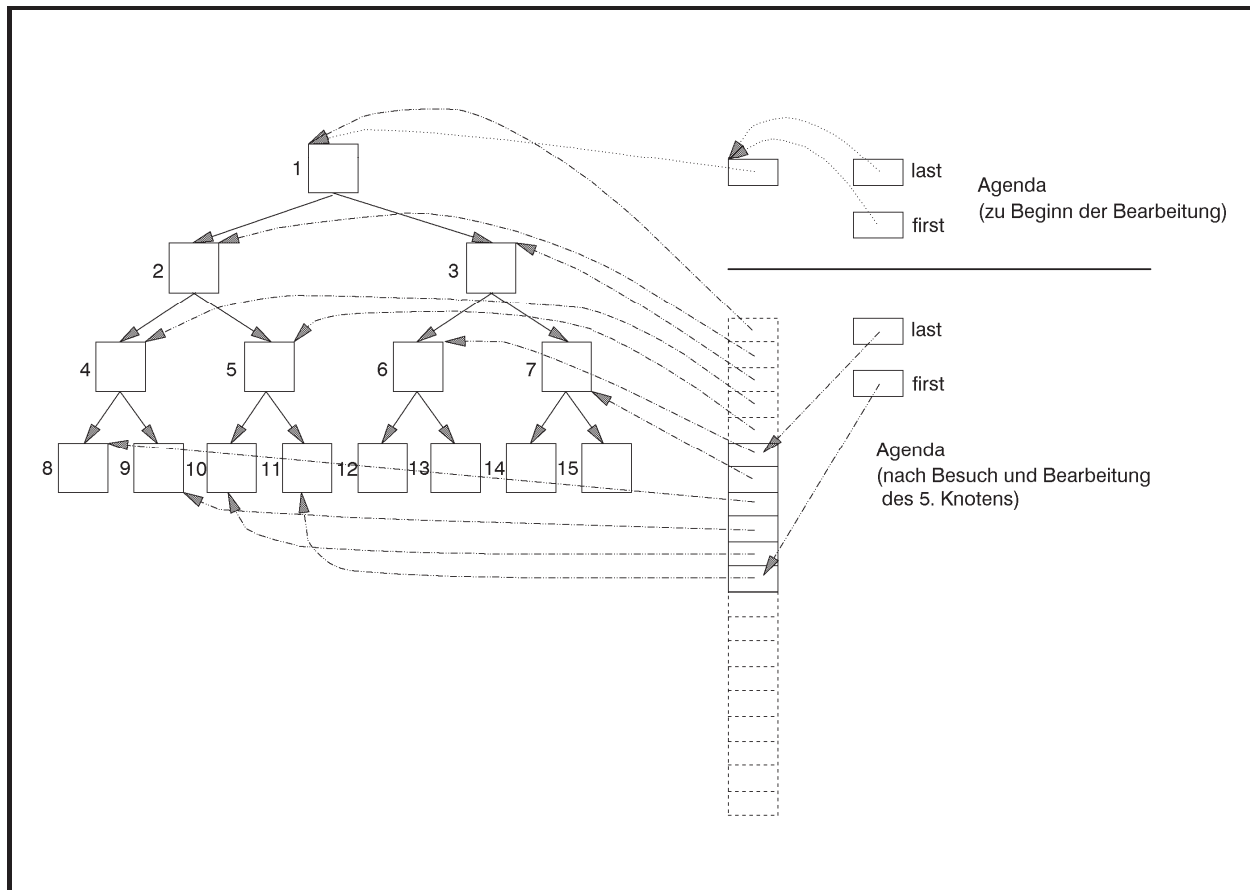 1
last
Agenda
(zu Beginn der Bearbeitung)
first
2
3
last
4
5
6
7
first
Agenda
(nach Besuch und Bearbeitung
des 5. Knotens)
8
9
10
11
12
13
14
15